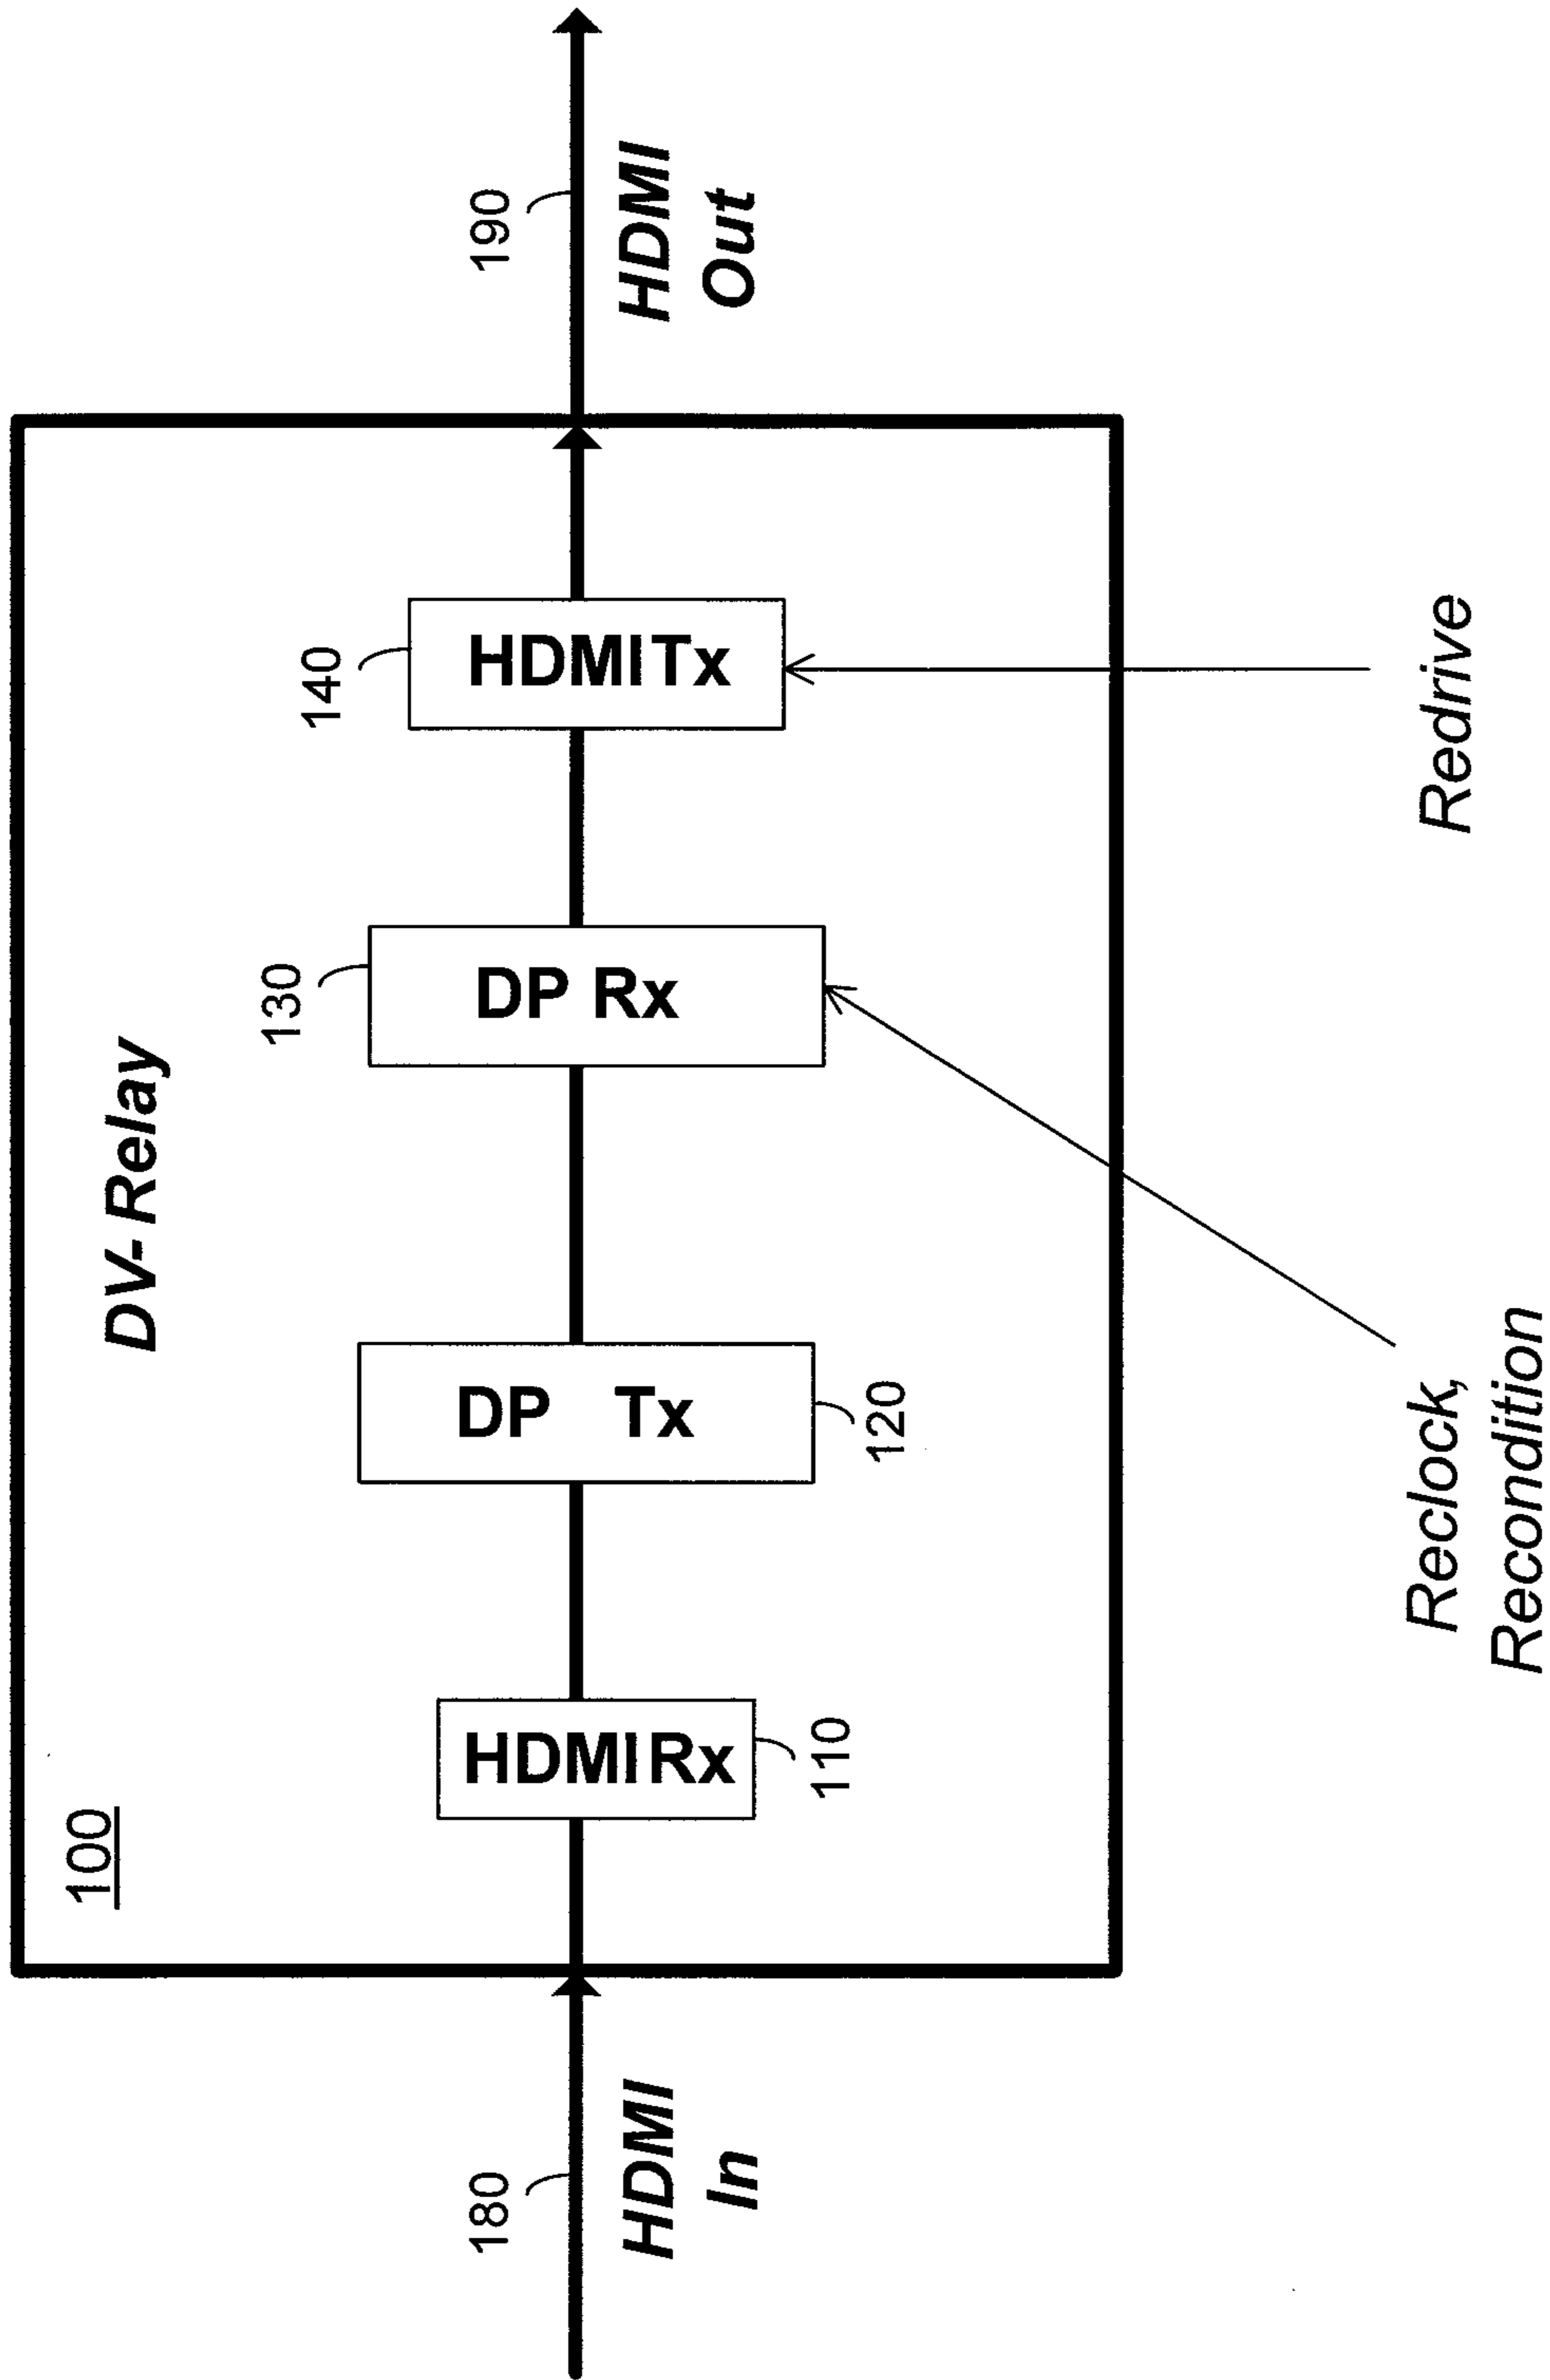 100
DV- Relay
180
HDMI
In
HDMI Rx
110
DP Tx
120
130
DP Rx
140
HDMI Tx
190
HDMI
Out
Reclock,
Recondition
Redrive